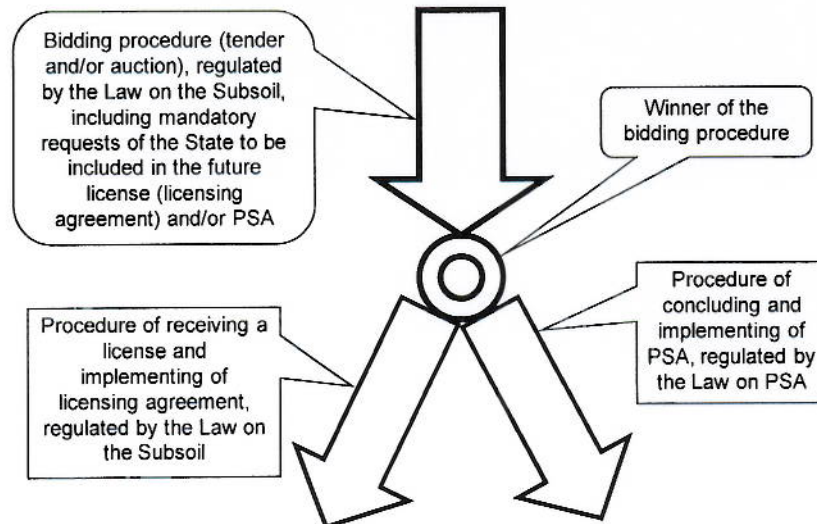 Bidding procedure (tender
and/or auction), regulated
by the Law on the Subsoil,
including mandatory
requests of the State to be
included in the future
license (licensing
agreement) and/or PSA
Winner of the
bidding procedure
Procedure of receiving a
license and
implementing of
licensing agreement,
regulated by the Law on
the Subsoil
Procedure of
concluding and
implementing of
PSA, regulated by
the Law on PSA